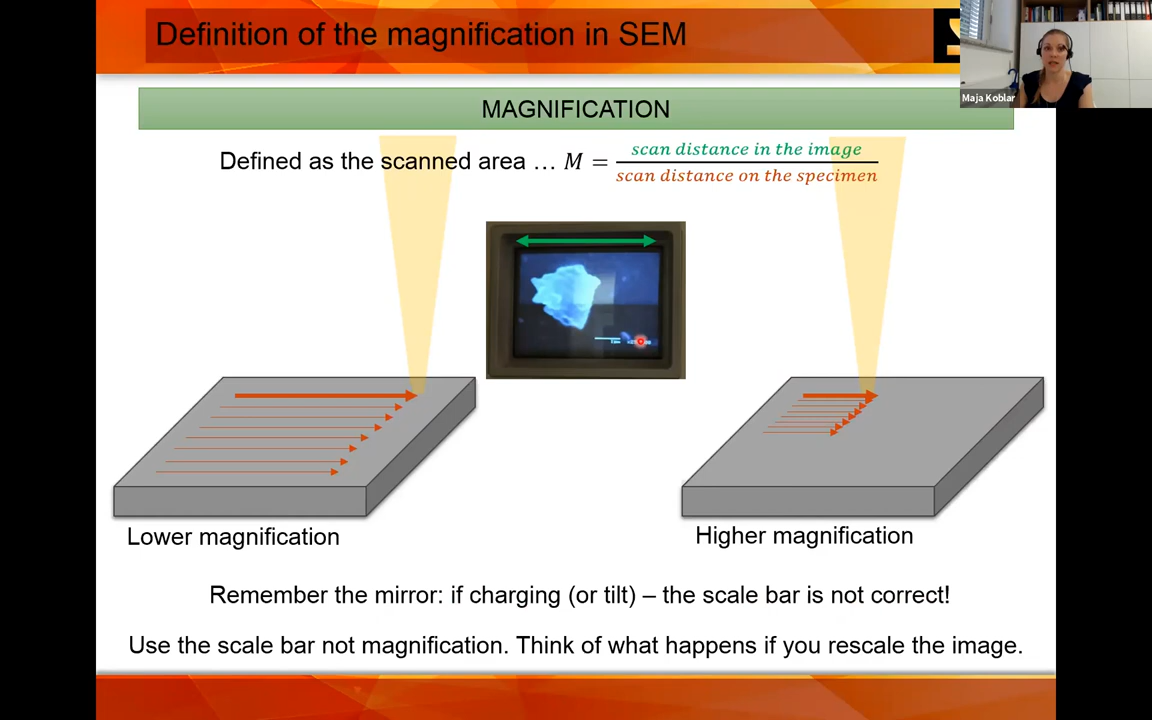 Definition of the magnification in SEM
Maja Koblar
MAGNIFICATION
Defined as the scanned area … M = scan distance in the image / scan distance on the specimen
Lower magnification
Higher magnification
Remember the mirror: if charging (or tilt) – the scale bar is not correct!
Use the scale bar not magnification. Think of what happens if you rescale the image.